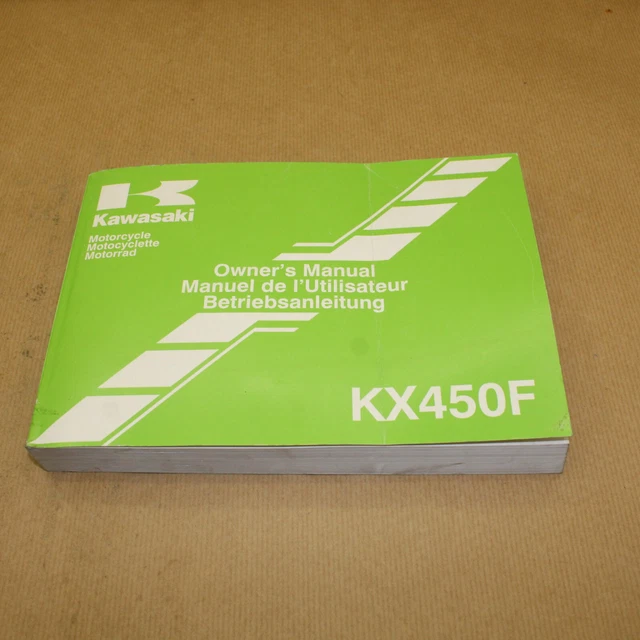 Kawasaki
Motorcycle
Motocyclette
Motorrad
Owner's Manual
Manuel de l'Utilisateur
Betriebsanleitung
KX450F